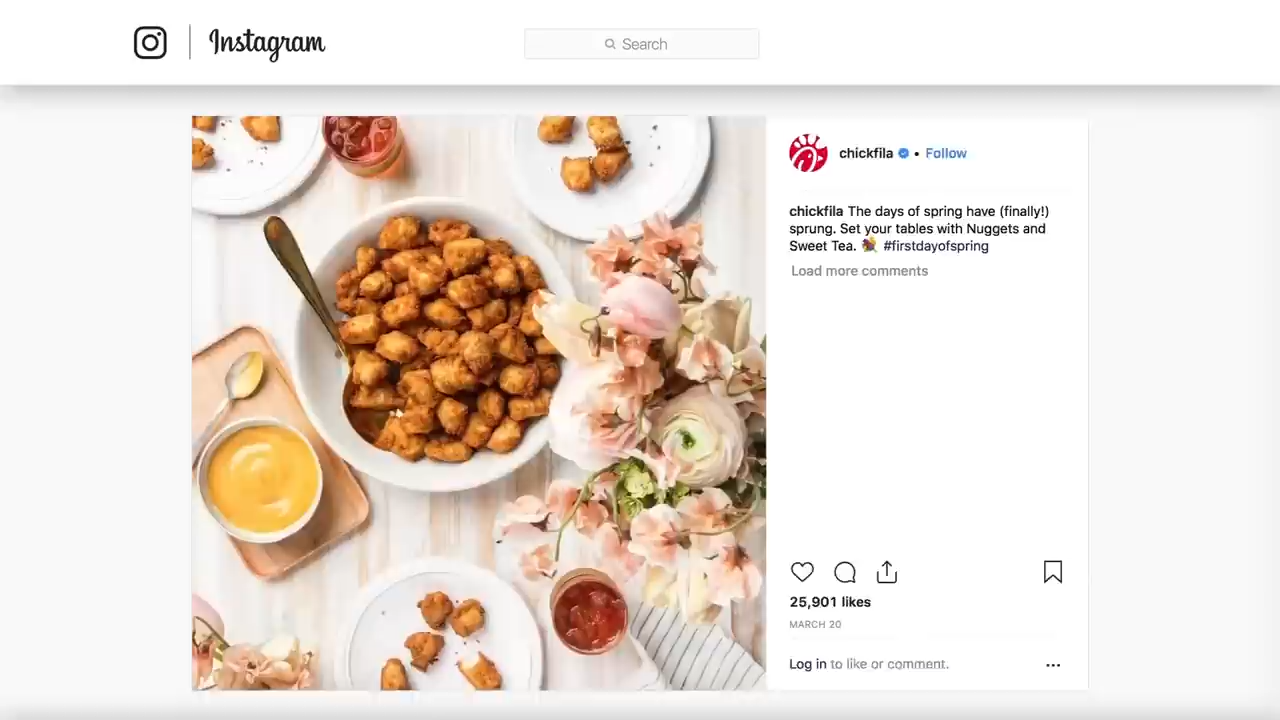 Instagram
Search
chickfila • Follow
chickfila The days of spring have (finally!)
sprung. Set your tables with Nuggets and
Sweet Tea. 💐 #firstdayofspring
Load more comments
25,901 likes
MARCH 20
Log in to like or comment.
...